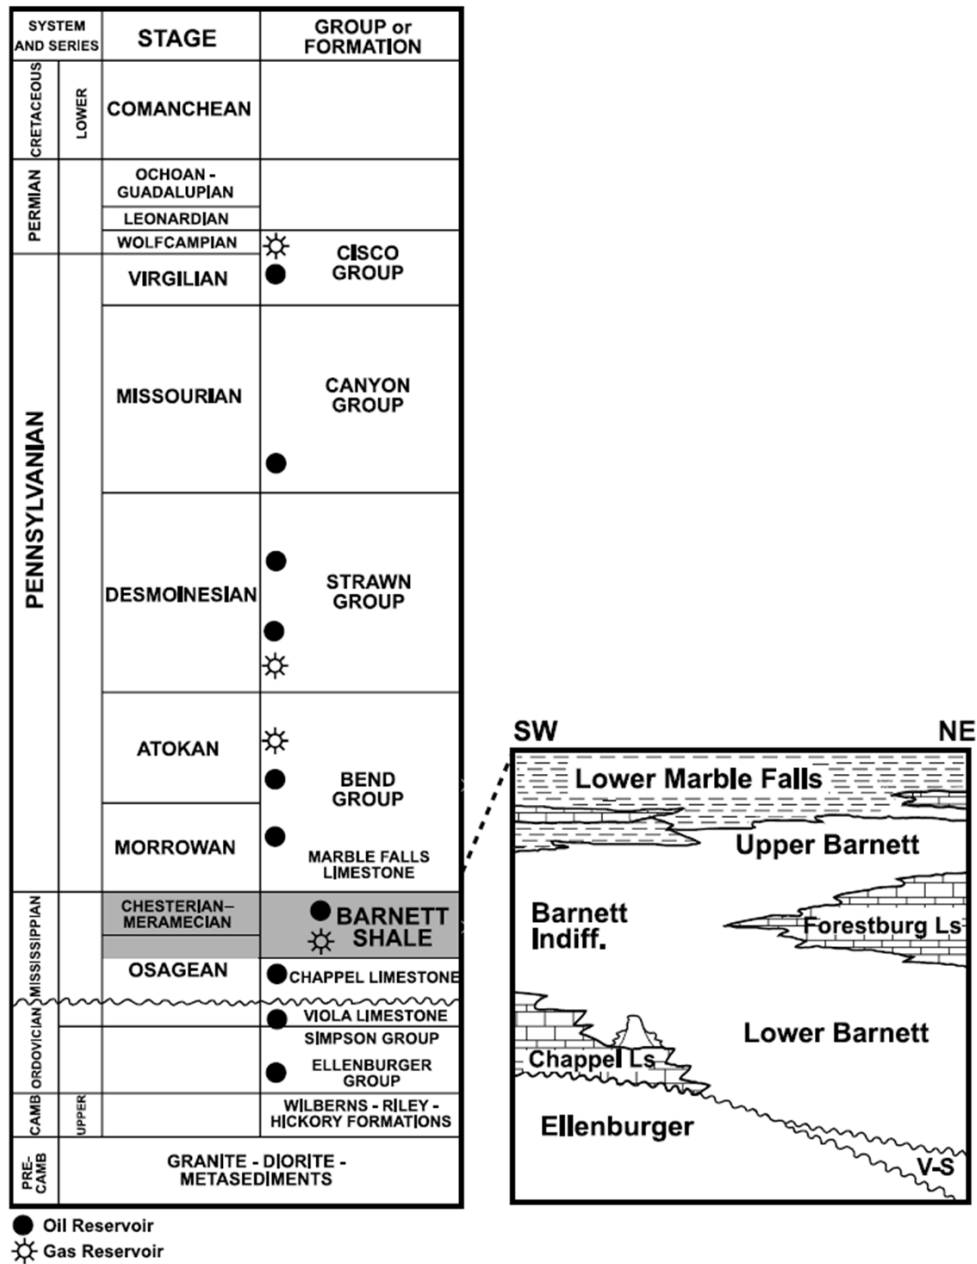 SYSTEM
AND SERIES
STAGE
GROUP or
FORMATION
CRETACEOUS
LOWER
COMANCHEAN
PERMIAN
OCHOAN -
GUADALUPIAN
LEONARDIAN
WOLFCAMPIAN
CISCO
GROUP
PENNSYLVANIAN
VIRGILIAN
MISSOURIAN
CANYON
GROUP
DESMOINESIAN
STRAWN
GROUP
ATOKAN
BEND
GROUP
MORROWAN
MARBLE FALLS
LIMESTONE
MISSISSIPPIAN
CHESTERIAN–
MERAMECIAN
BARNETT
SHALE
OSAGEAN
CHAPPEL LIMESTONE
ORDOVICIAN
VIOLA LIMESTONE
SIMPSON GROUP
ELLENBURGER
GROUP
CAMB
UPPER
WILBERNS - RILEY -
HICKORY FORMATIONS
PRE-
CAMB
GRANITE - DIORITE -
METASEDIMENTS
Oil Reservoir
Gas Reservoir
SW
NE
Lower Marble Falls
Upper Barnett
Barnett
Indiff.
Forestburg Ls
Lower Barnett
Chappel Ls
Ellenburger
V-S